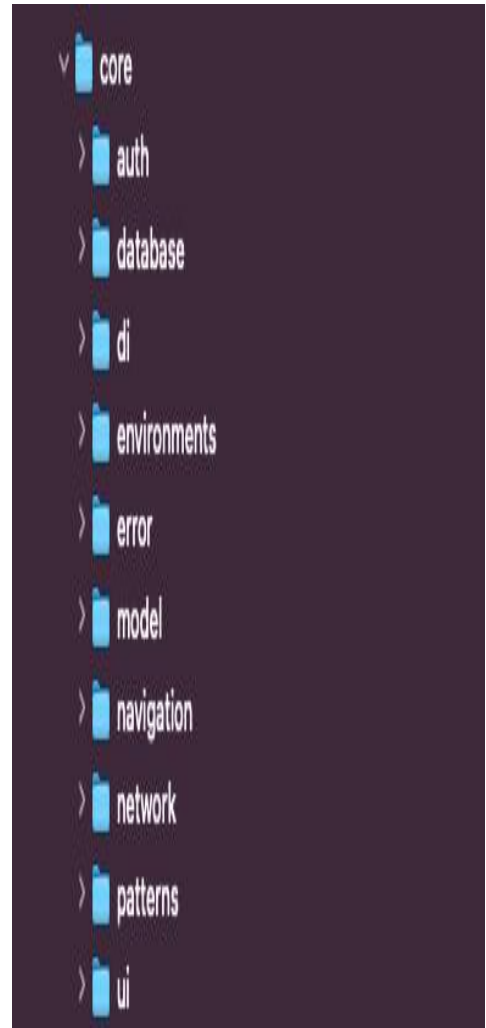 core
auth
database
di
environments
error
model
navigation
network
patterns
ui